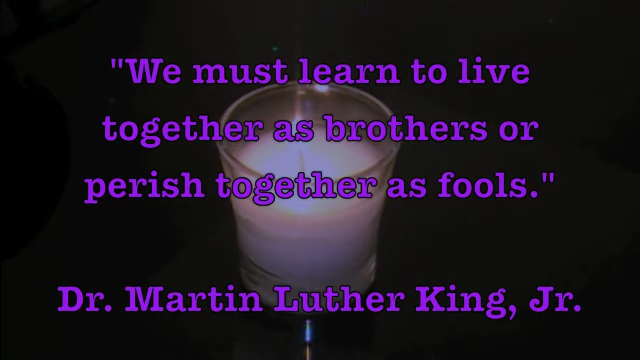 "We must learn to live
together as brothers or
perish together as fools."
Dr. Martin Luther King, Jr.